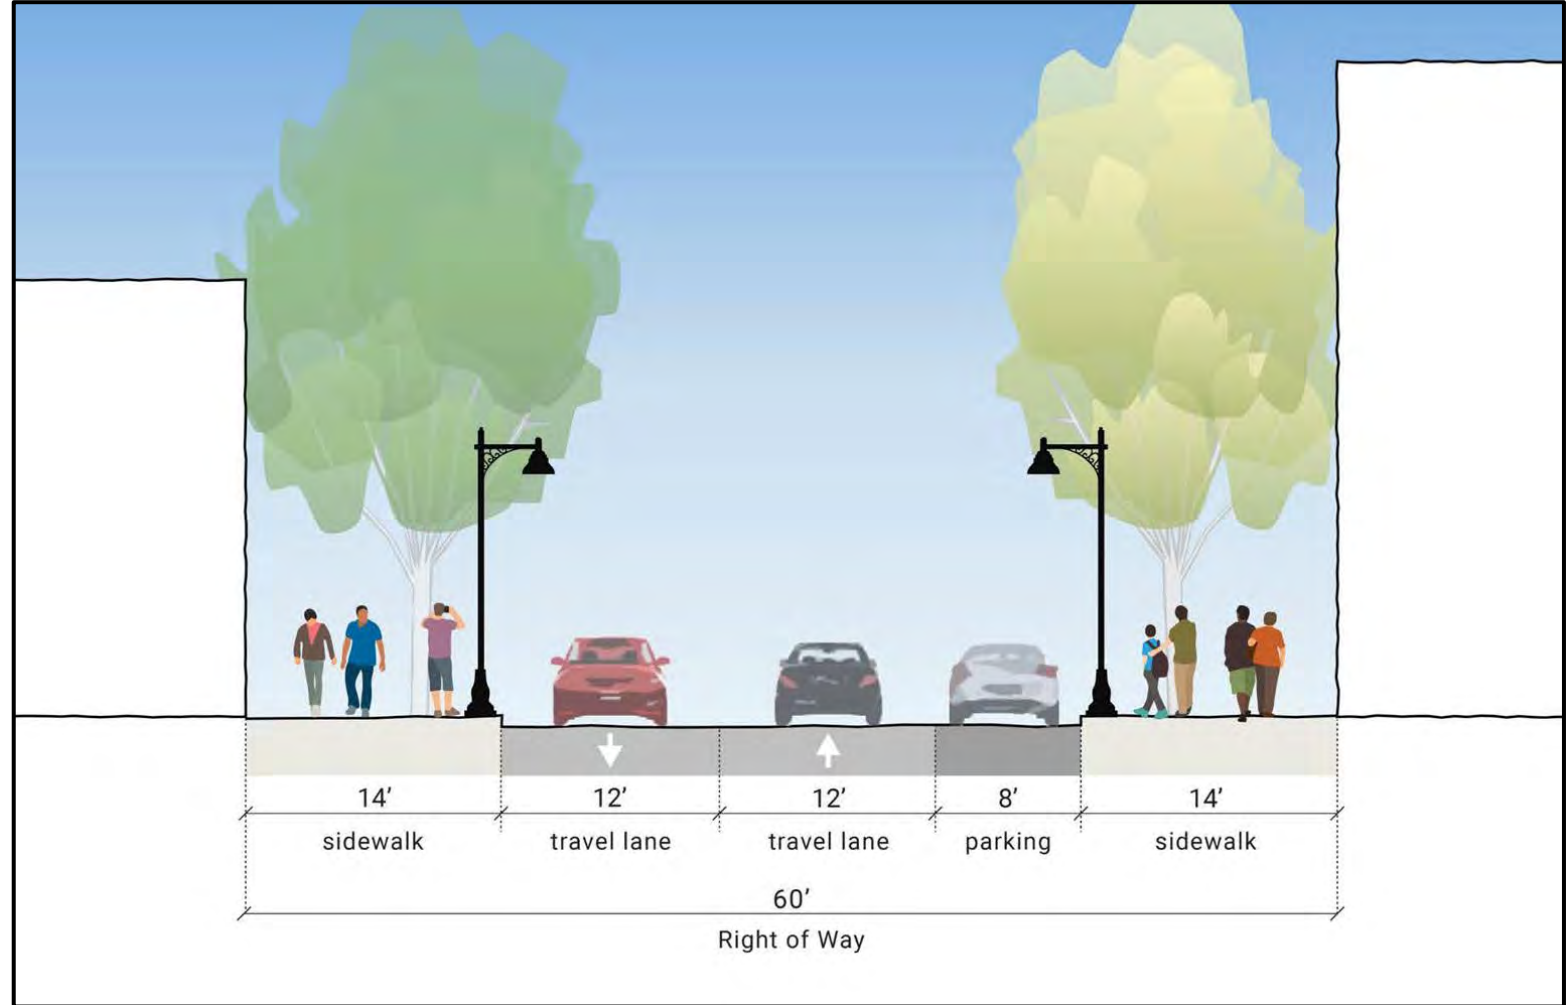 14’ 12’ 12’ 8’ 14’
sidewalk travel lane travel lane parking sidewalk
60’
Right of Way